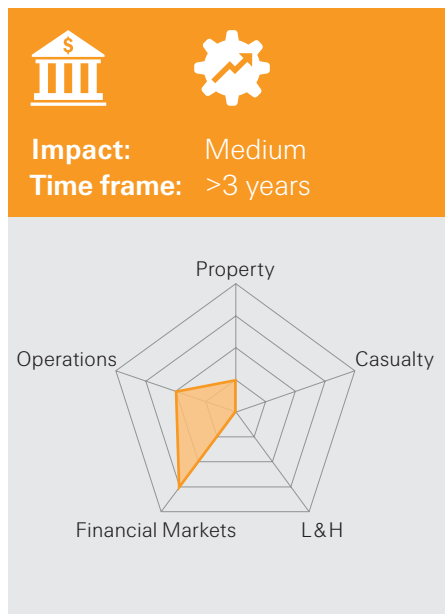 $
Impact: Medium
Time frame: >3 years
Property
Operations
Casualty
Financial Markets
L&H